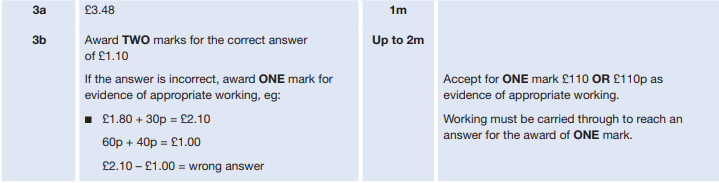 3a £3.48 1m
3b Award TWO marks for the correct answer Up to 2m
of £1.10
If the answer is incorrect, award ONE mark for Accept for ONE mark £110 OR £110p as
evidence of appropriate working, eg: evidence of appropriate working.
■ £1.80 + 30p = £2.10 Working must be carried through to reach an
answer for the award of ONE mark.
60p + 40p = £1.00
£2.10 – £1.00 = wrong answer